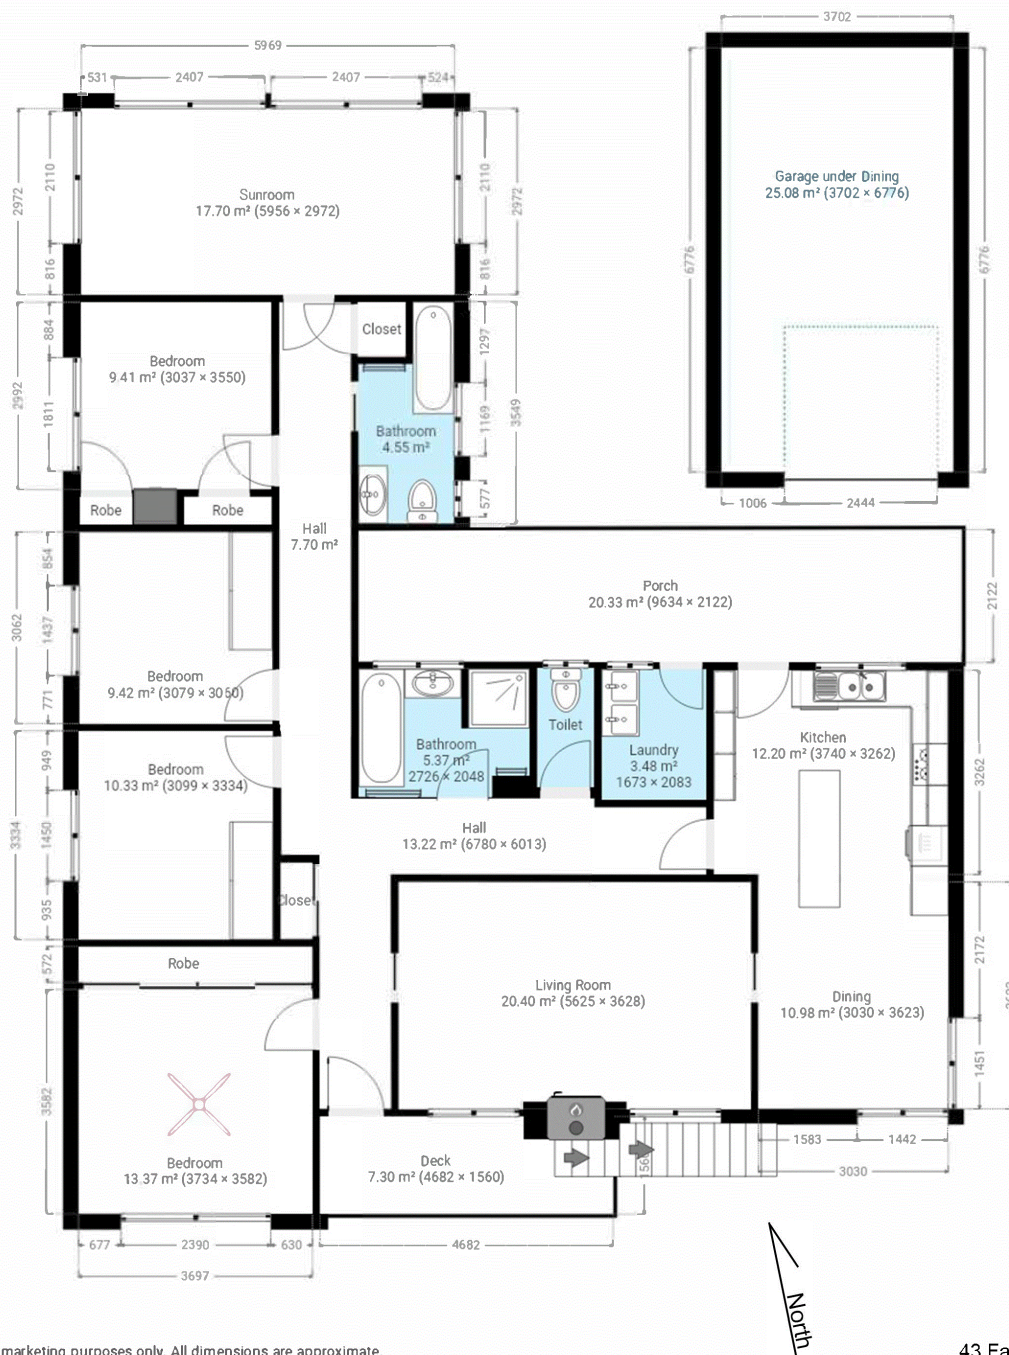 5969
531 2407 2407 524
3702
2972
2110
816
Sunroom
17.70 m² (5956 × 2972)
2110
816
2972
Garage under Dining
25.08 m² (3702 × 6776)
6776
6776
1006 2444
884
1811
2992
Bedroom
9.41 m² (3037 × 3550)
Robe
Robe
Closet
Bathroom
4.55 m²
1297
1169
577
3549
Hall
7.70 m²
Porch
20.33 m² (9634 × 2122)
2122
854
1437
771
3062
Bedroom
9.42 m² (3079 × 3050)
Bathroom
5.37 m²
2726 × 2048
Toilet
Laundry
3.48 m²
1673 × 2083
Kitchen
12.20 m² (3740 × 3262)
3262
949
1450
935
3334
Bedroom
10.33 m² (3099 × 3334)
Hall
13.22 m² (6780 × 6013)
Closet
572
Robe
Living Room
20.40 m² (5625 × 3628)
Dining
10.98 m² (3030 × 3623)
2172
1451
3582
Bedroom
13.37 m² (3734 × 3582)
Deck
7.30 m² (4682 × 1560)
1583 1442
3030
677 2390 630
4682
3697
North
marketing purposes only. All dimensions are approximate.
43 Fa